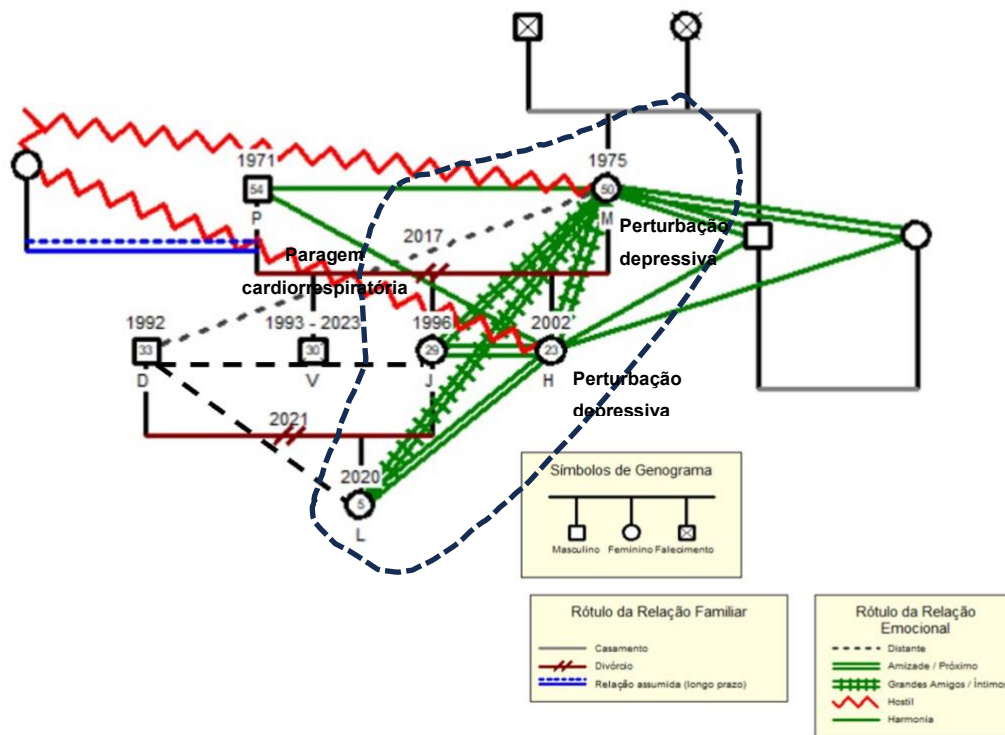 1971
1975
54
50
P
M
2017
Perturbação
depressiva
Paragem
cardiorrespiratória
1992
1993 - 2023
1996
2002
33
30
29
23
D
V
J
H
Perturbação
depressiva
2021
2020
5
L
Símbolos de Genograma
Masculino
Feminino
Falecimento
Rótulo da Relação Familiar
Casamento
Divórcio
Relação assumida (longo prazo)
Rótulo da Relação
Emocional
Distante
Amizade / Próximo
Grandes Amigos / Íntimos
Hostil
Harmonia